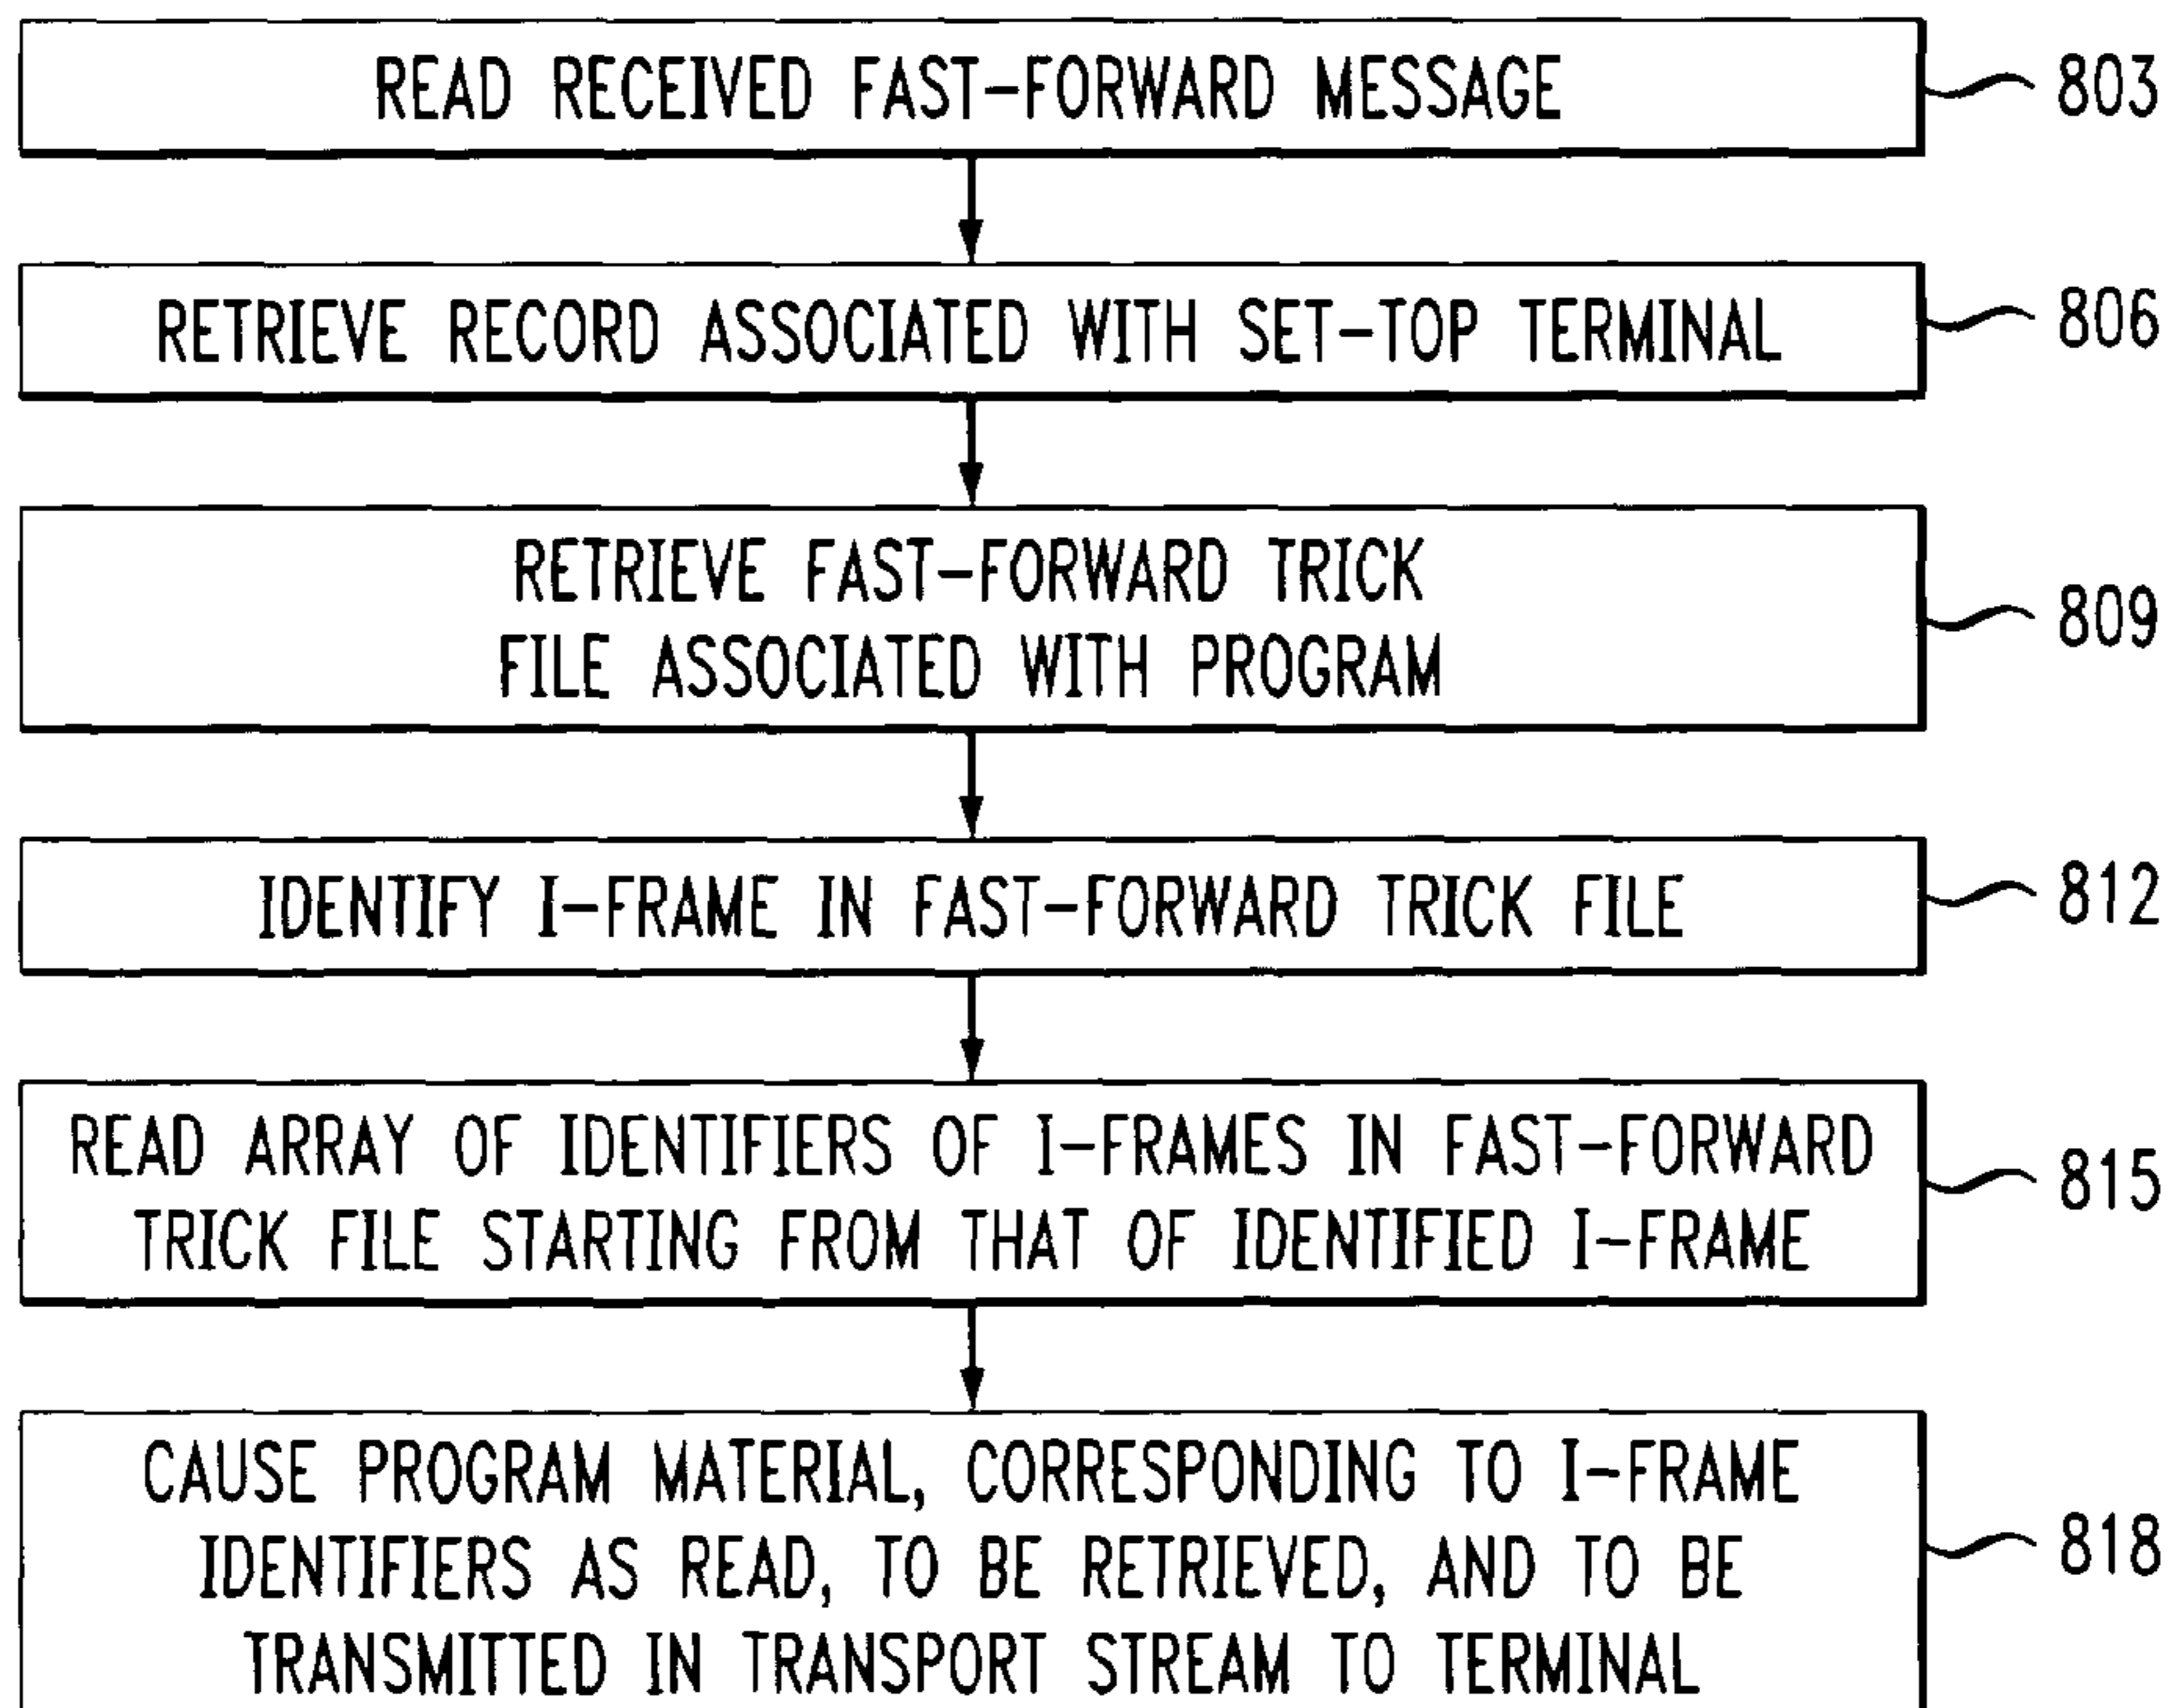 READ RECEIVED FAST-FORWARD MESSAGE
803
RETRIEVE RECORD ASSOCIATED WITH SET-TOP TERMINAL
806
RETRIEVE FAST-FORWARD TRICK
FILE ASSOCIATED WITH PROGRAM
809
IDENTIFY I-FRAME IN FAST-FORWARD TRICK FILE
812
READ ARRAY OF IDENTIFIERS OF I-FRAMES IN FAST-FORWARD
TRICK FILE STARTING FROM THAT OF IDENTIFIED I-FRAME
815
CAUSE PROGRAM MATERIAL, CORRESPONDING TO I-FRAME
IDENTIFIERS AS READ, TO BE RETRIEVED, AND TO BE
TRANSMITTED IN TRANSPORT STREAM TO TERMINAL
818